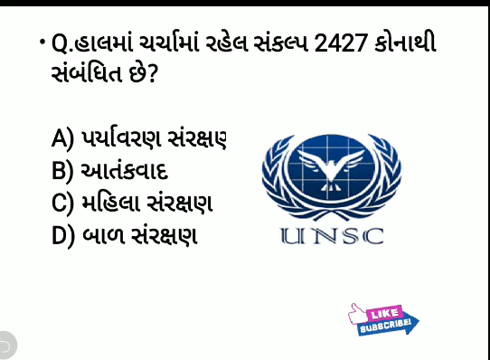 • Q.હાલમાં ચર્ચામાં રહેલ સંકલ્પ 2427 કોનાથી
સંબંધિત છે?
A) પર્યાવરણ સંરક્ષણ
B) આતંકવાદ
C) મહિલા સંરક્ષણ
D) બાળ સંરક્ષણ
UNSC
LIKE
SUBSCRIBE!